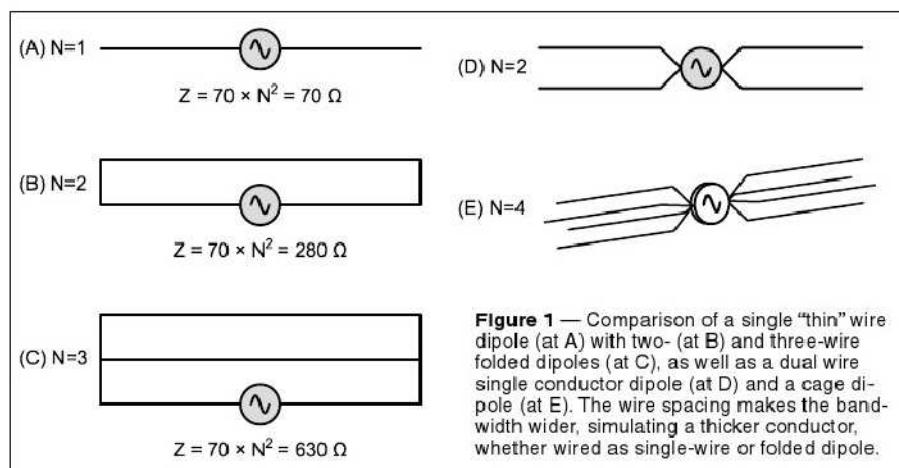 (A) N=1
Z = 70 × N² = 70 Ω
(B) N=2
Z = 70 × N² = 280 Ω
(C) N=3
Z = 70 × N² = 630 Ω
(D) N=2
(E) N=4
Figure 1 — Comparison of a single “thin” wire
dipole (at A) with two- (at B) and three-wire
folded dipoles (at C), as well as a dual wire
single conductor dipole (at D) and a cage di-
pole (at E). The wire spacing makes the band-
width wider, simulating a thicker conductor,
whether wired as single-wire or folded dipole.